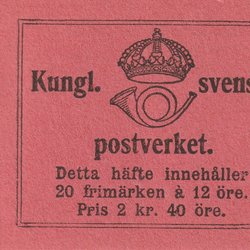 Kungl. svens
postverket.
Detta häfte innehåller
20 frimärken à 12 öre.
Pris 2 kr. 40 öre.